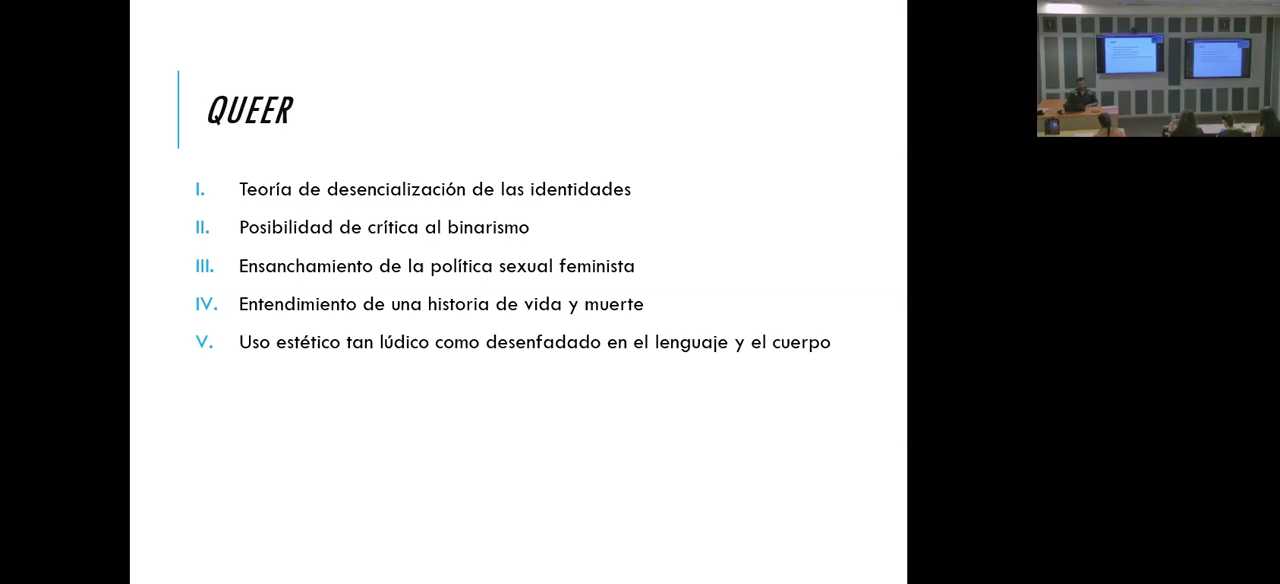 QUEER
I. Teoría de desencialización de las identidades
II. Posibilidad de crítica al binarismo
III. Ensanchamiento de la política sexual feminista
IV. Entendimiento de una historia de vida y muerte
V. Uso estético tan lúdico como desenfadado en el lenguaje y el cuerpo